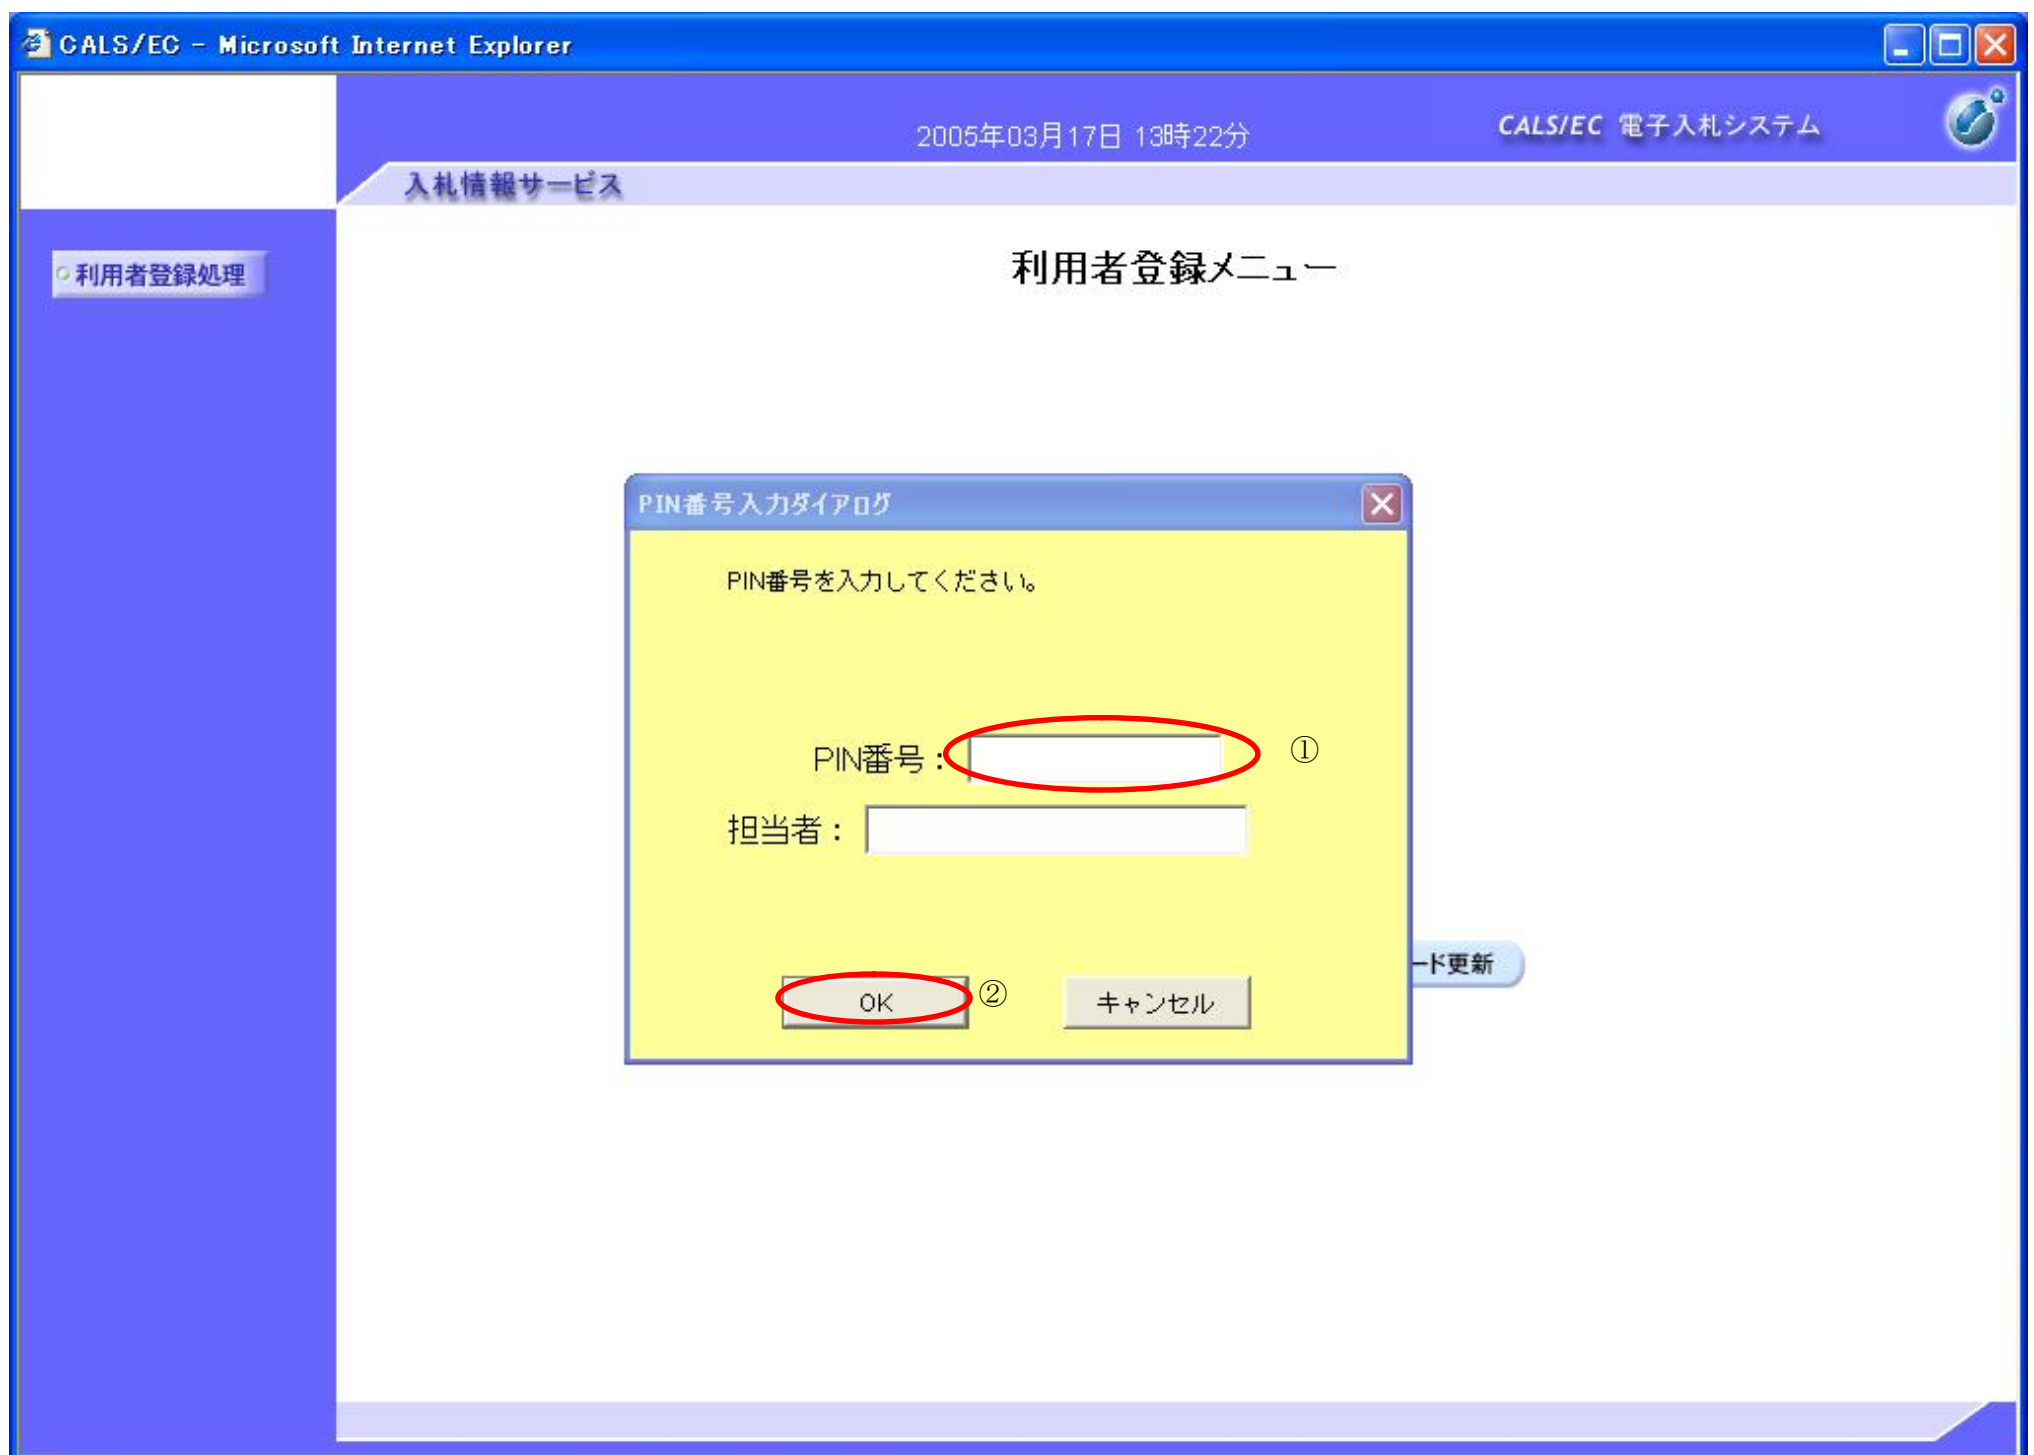 CALS/EC - Microsoft Internet Explorer
2005年03月17日 13時22分
CALS/EC 電子入札システム
入札情報サービス
利用者登録処理
利用者登録メニュー
PIN番号入力ダイアログ
PIN番号を入力してください。
PIN番号：
①
担当者：
ード更新
OK
②
キャンセル